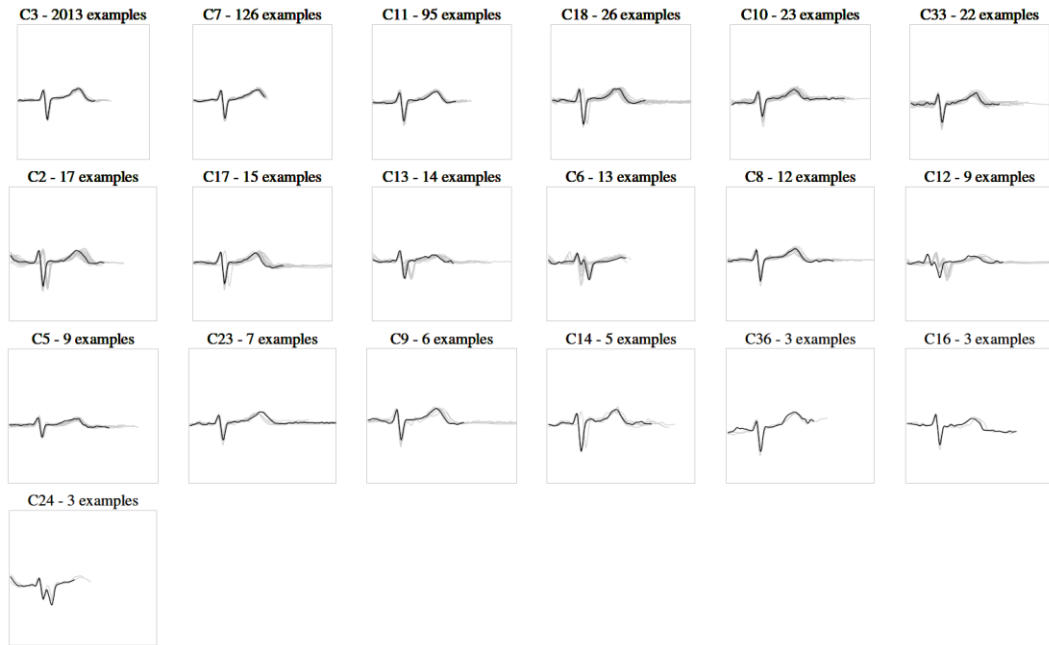 C3 - 2013 examples
C7 - 126 examples
C11 - 95 examples
C18 - 26 examples
C10 - 23 examples
C33 - 22 examples
C2 - 17 examples
C17 - 15 examples
C13 - 14 examples
C6 - 13 examples
C8 - 12 examples
C12 - 9 examples
C5 - 9 examples
C23 - 7 examples
C9 - 6 examples
C14 - 5 examples
C36 - 3 examples
C16 - 3 examples
C24 - 3 examples